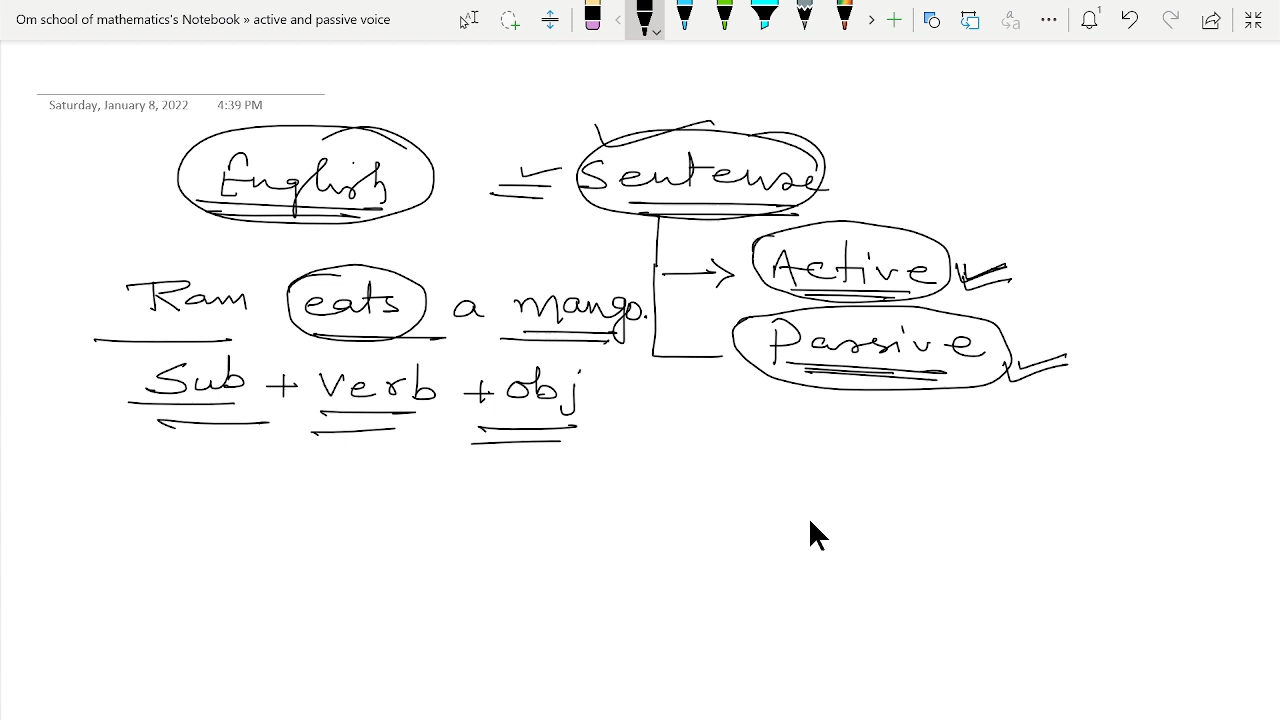 Om school of mathematics's Notebook » active and passive voice
Saturday, January 8, 2022 4:39 PM
English = Sentense
→ Active
Ram eats a mango.
Passive
Sub + verb + obj